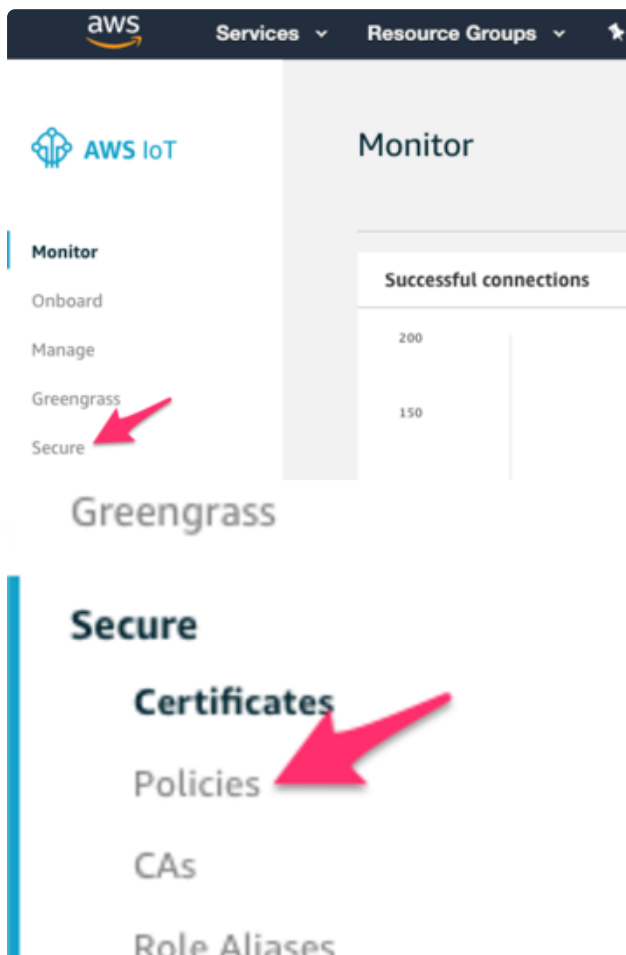 aws Services Resource Groups
AWS IoT
Monitor
Monitor
Onboard
Manage
Greengrass
Secure
Successful connections
200
150
Greengrass
Secure
Certificates
Policies
CAs
Role Aliases